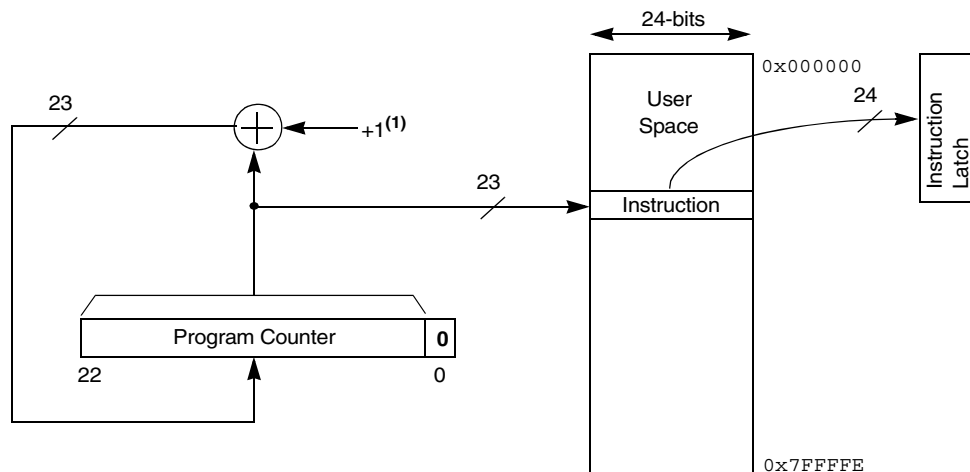 24-bits
0x000000
23
+1(1)
User
Space
24
Instruction
Latch
23
Instruction
Program Counter
0
22
0
0x7FFFFE